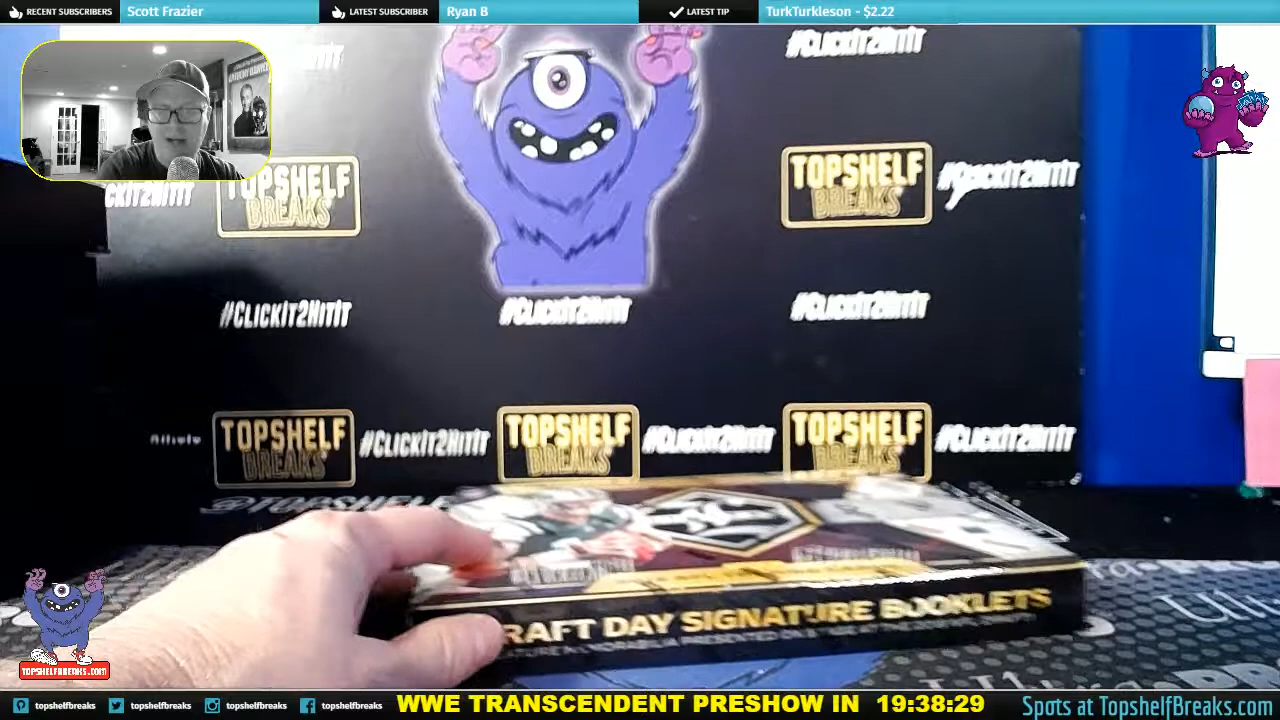 RECENT SUBSCRIBERS Scott Frazier LATEST SUBSCRIBER Ryan B LATEST TIP TurkTurkleson - $2.22
#CLICKIT2HITIT
TOPSHELF BREAKS
TOPSHELF BREAKS
#CLICKIT2HITIT
#CLICKIT2HITIT
#CLICKIT2HITIT #CLICKIT2HITIT #CLICKIT2HITIT
TOPSHELF BREAKS #CLICKIT2HITIT TOPSHELF BREAKS #CLICKIT2HITIT TOPSHELF BREAKS #CLICKIT2HITIT
@TOPSHELF
RAFT DAY SIGNATURE BOOKLETS
TOPSHELFBREAKS.COM
topshelfbreaks topshelfbreaks topshelfbreaks topshelfbreaks WWE TRANSCENDENT PRESHOW IN 19:38:29 Spots at TopshelfBreaks.com